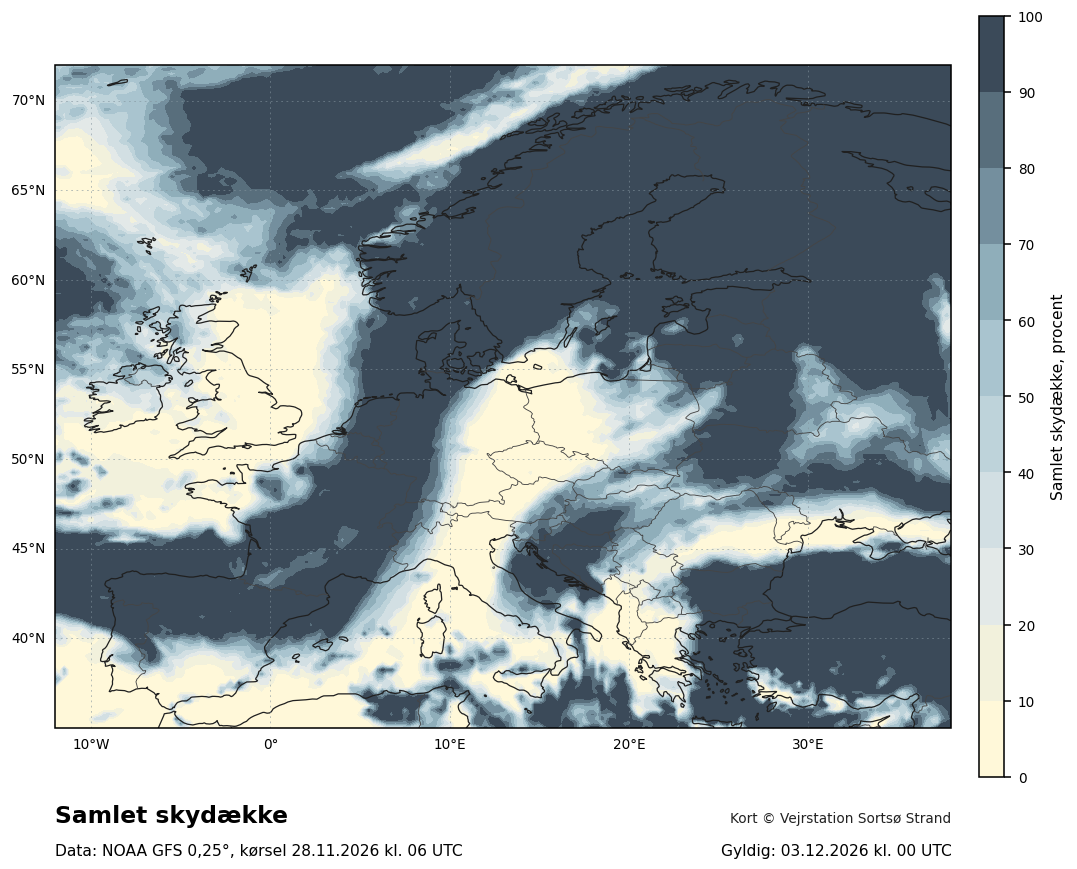 100
90
80
70
60
50
40
30
20
10
0
Samlet skydække, procent
70°N
65°N
60°N
55°N
50°N
45°N
40°N
10°W
0°
10°E
20°E
30°E
Samlet skydække
Kort © Vejrstation Sortsø Strand
Data: NOAA GFS 0,25°, kørsel 28.11.2026 kl. 06 UTC
Gyldig: 03.12.2026 kl. 00 UTC